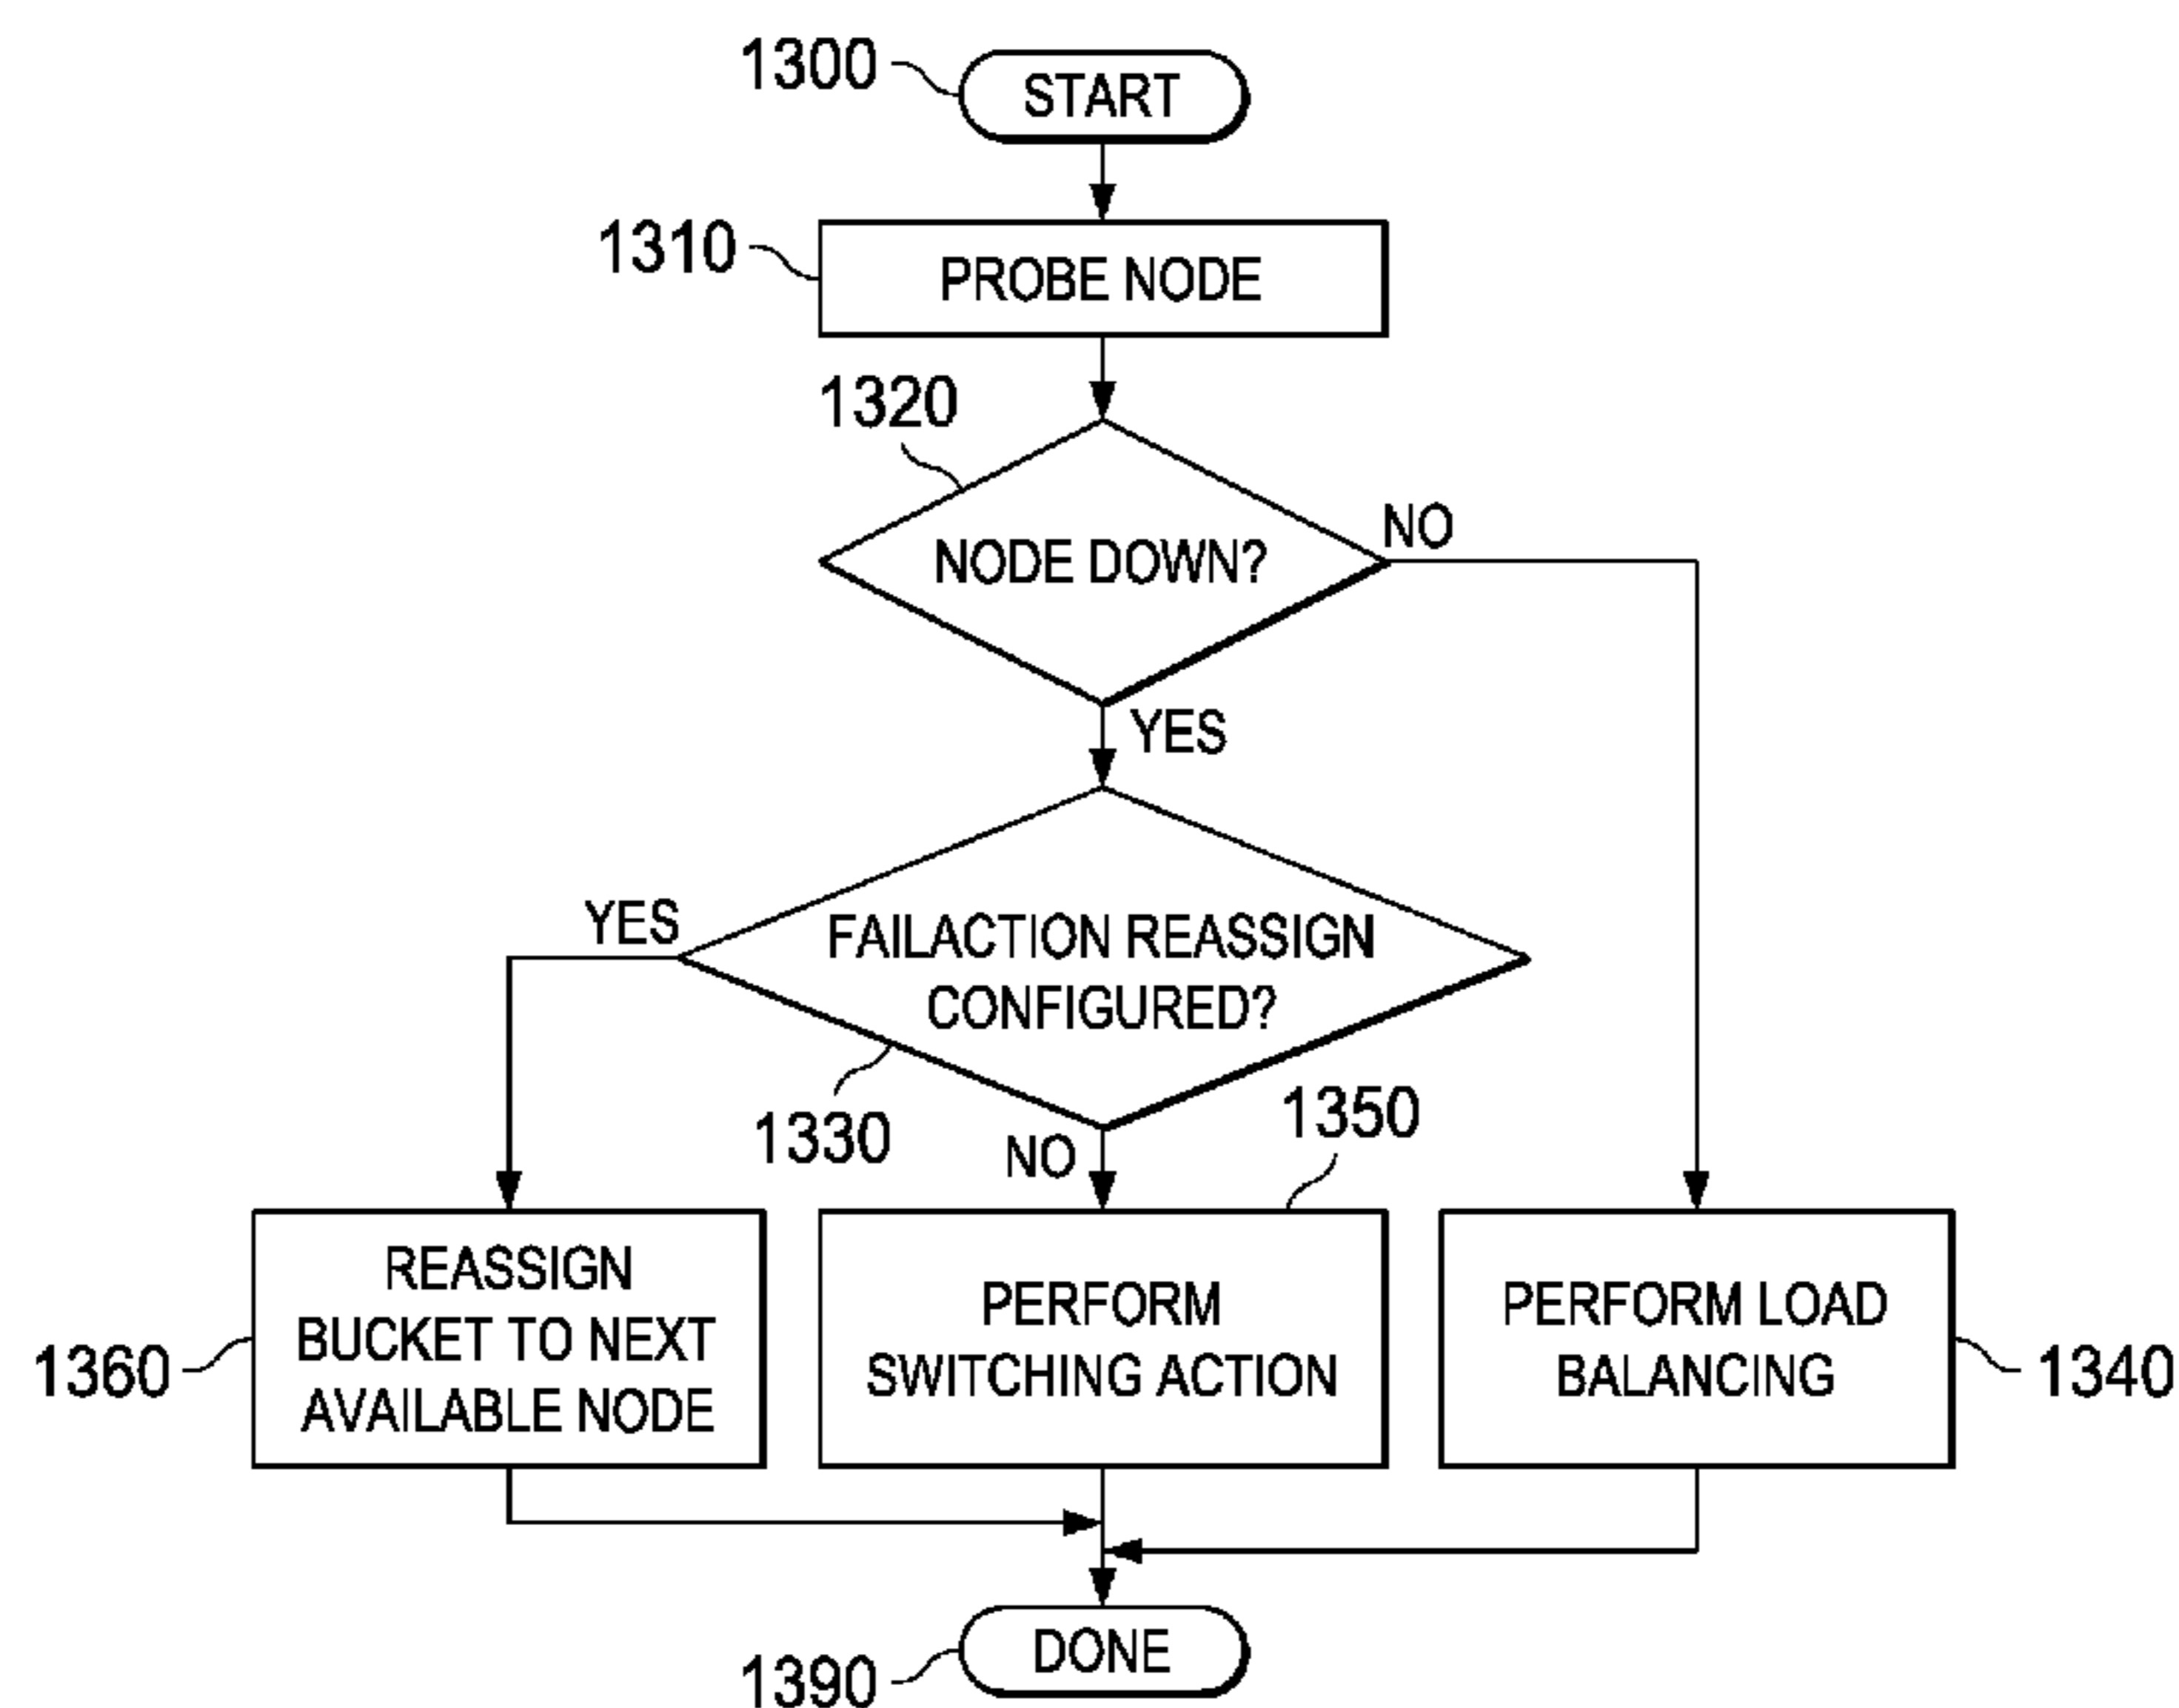 1300
START
1310
PROBE NODE
1320
NODE DOWN?
NO
YES
YES
FAILACTION REASSIGN
CONFIGURED?
1330
NO
1350
REASSIGN
BUCKET TO NEXT
AVAILABLE NODE
1360
PERFORM
SWITCHING ACTION
PERFORM LOAD
BALANCING
1340
DONE
1390